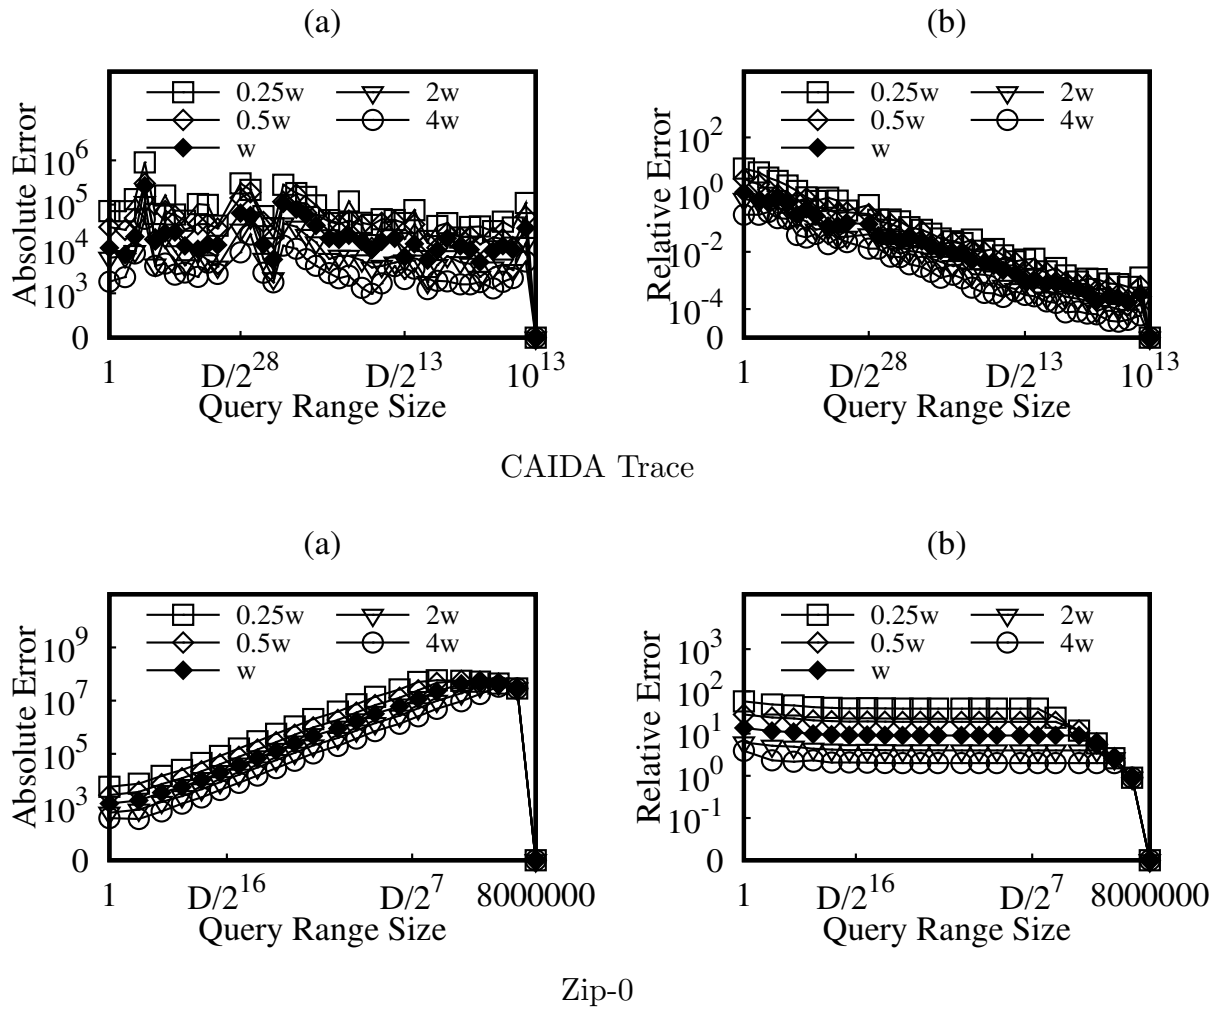 (a)
(b)
0.25w 2w
0.5w 4w
w
Absolute Error
10^6
10^5
10^4
10^3
0
1 D/2^28 D/2^13 10^13
Query Range Size
0.25w 2w
0.5w 4w
w
Relative Error
10^2
10^0
10^-2
10^-4
0
1 D/2^28 D/2^13 10^13
Query Range Size
CAIDA Trace
(a)
(b)
0.25w 2w
0.5w 4w
w
Absolute Error
10^9
10^7
10^5
10^3
0
1 D/2^16 D/2^7 8000000
Query Range Size
0.25w 2w
0.5w 4w
w
Relative Error
10^3
10^2
10^1
10^0
10^-1
0
1 D/2^16 D/2^7 8000000
Query Range Size
Zip-0